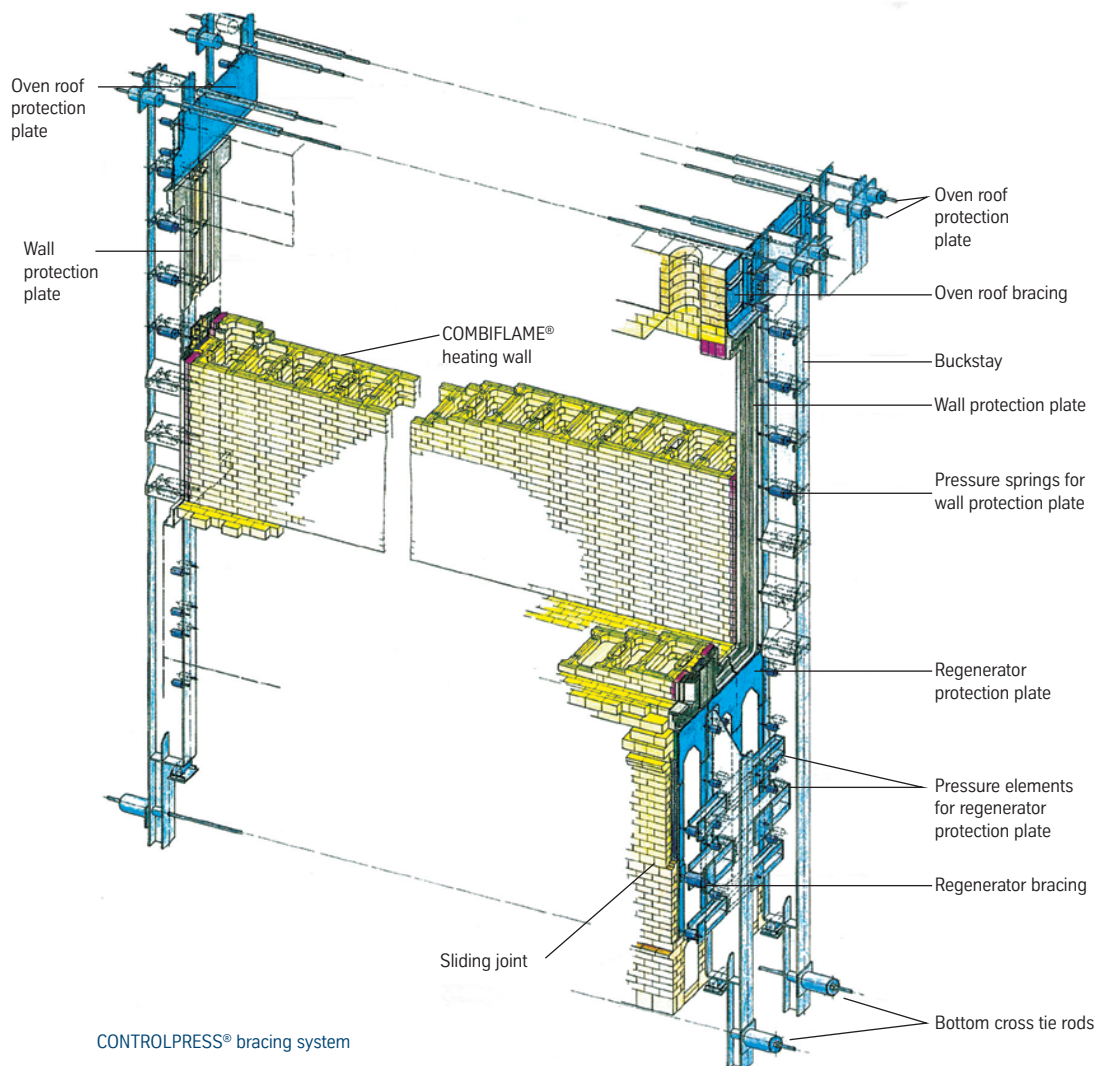 Oven roof
protection
plate
Wall
protection
plate
COMBIFLAME®
heating wall
Oven roof
protection
plate
Oven roof bracing
Buckstay
Wall protection plate
Pressure springs for
wall protection plate
Regenerator
protection plate
Pressure elements
for regenerator
protection plate
Regenerator bracing
Sliding joint
Bottom cross tie rods
CONTROLPRESS® bracing system